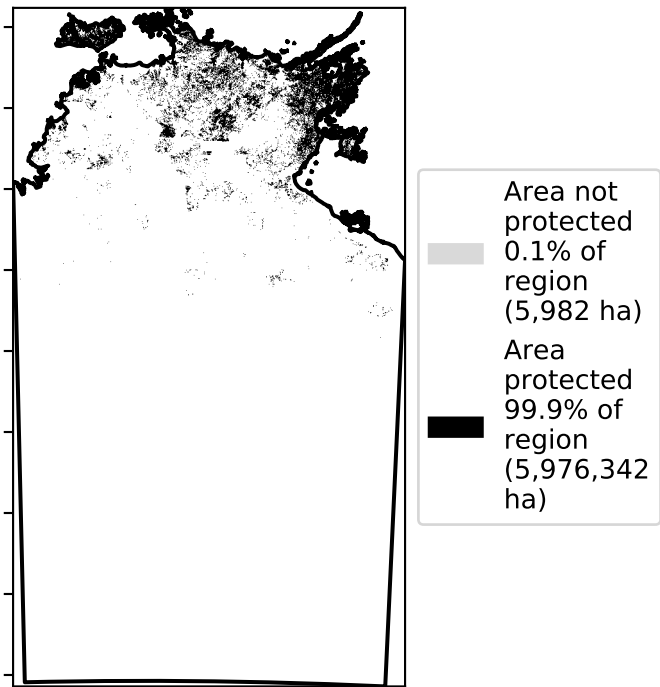 Area not
protected
0.1% of
region
(5,982 ha)
Area
protected
99.9% of
region
(5,976,342
ha)